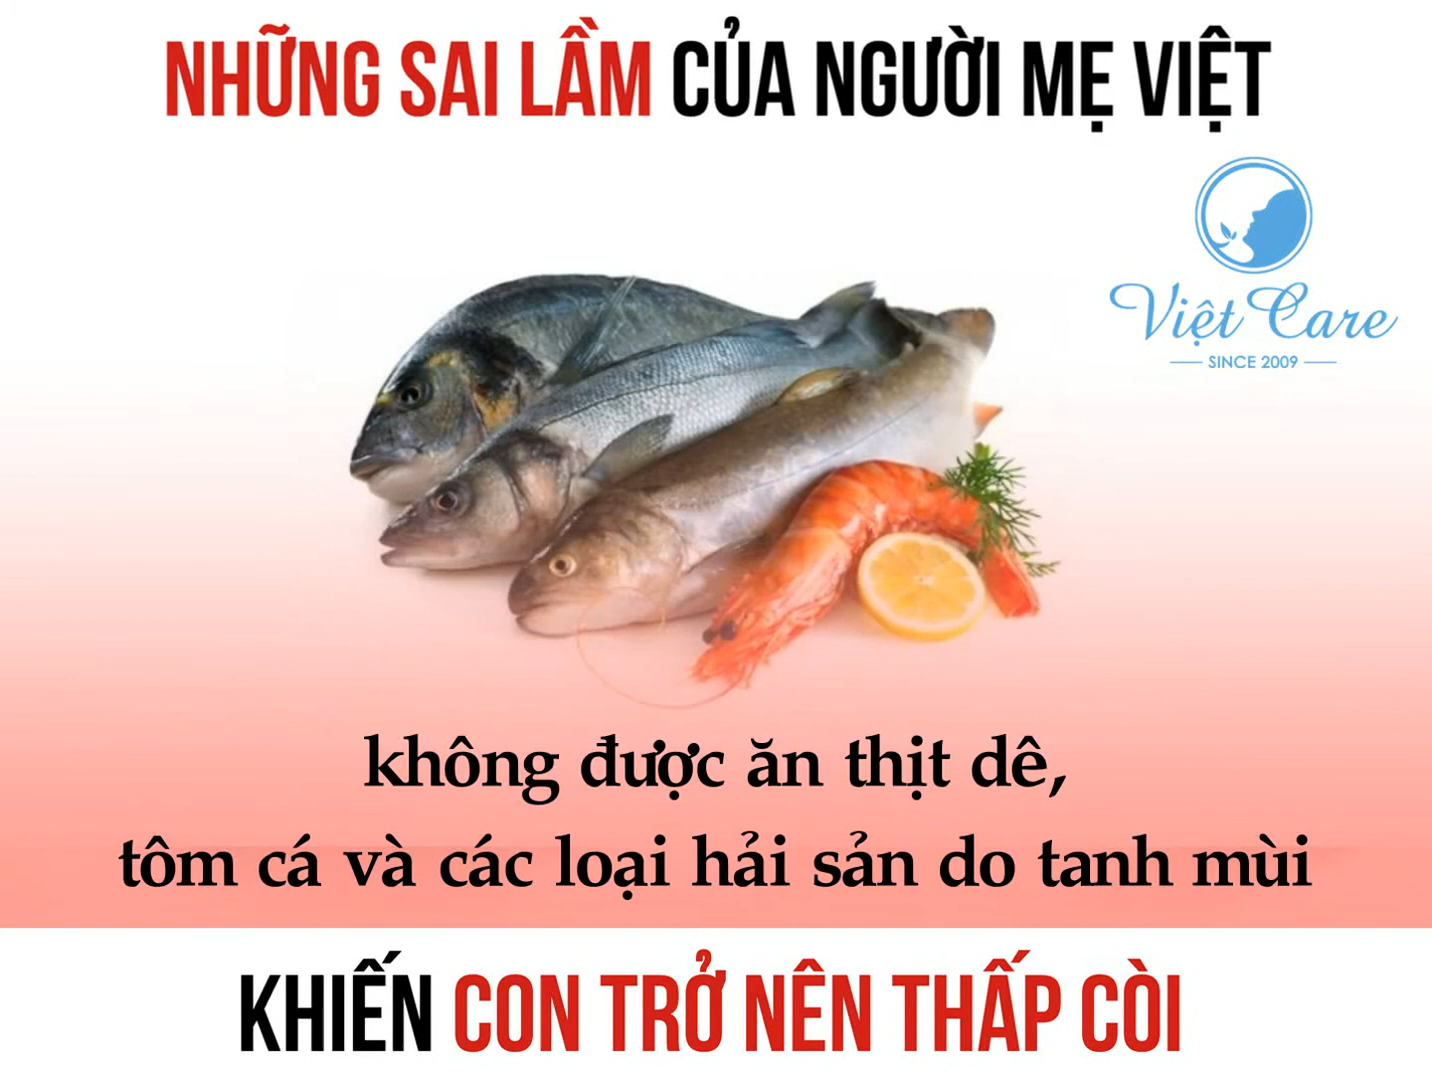 NHỮNG SAI LẦM CỦA NGƯỜI MẸ VIỆT
Việt Care
SINCE 2009
không được ăn thịt dê,
tôm cá và các loại hải sản do tanh mùi
KHIẾN CON TRỞ NÊN THẤP CÒI